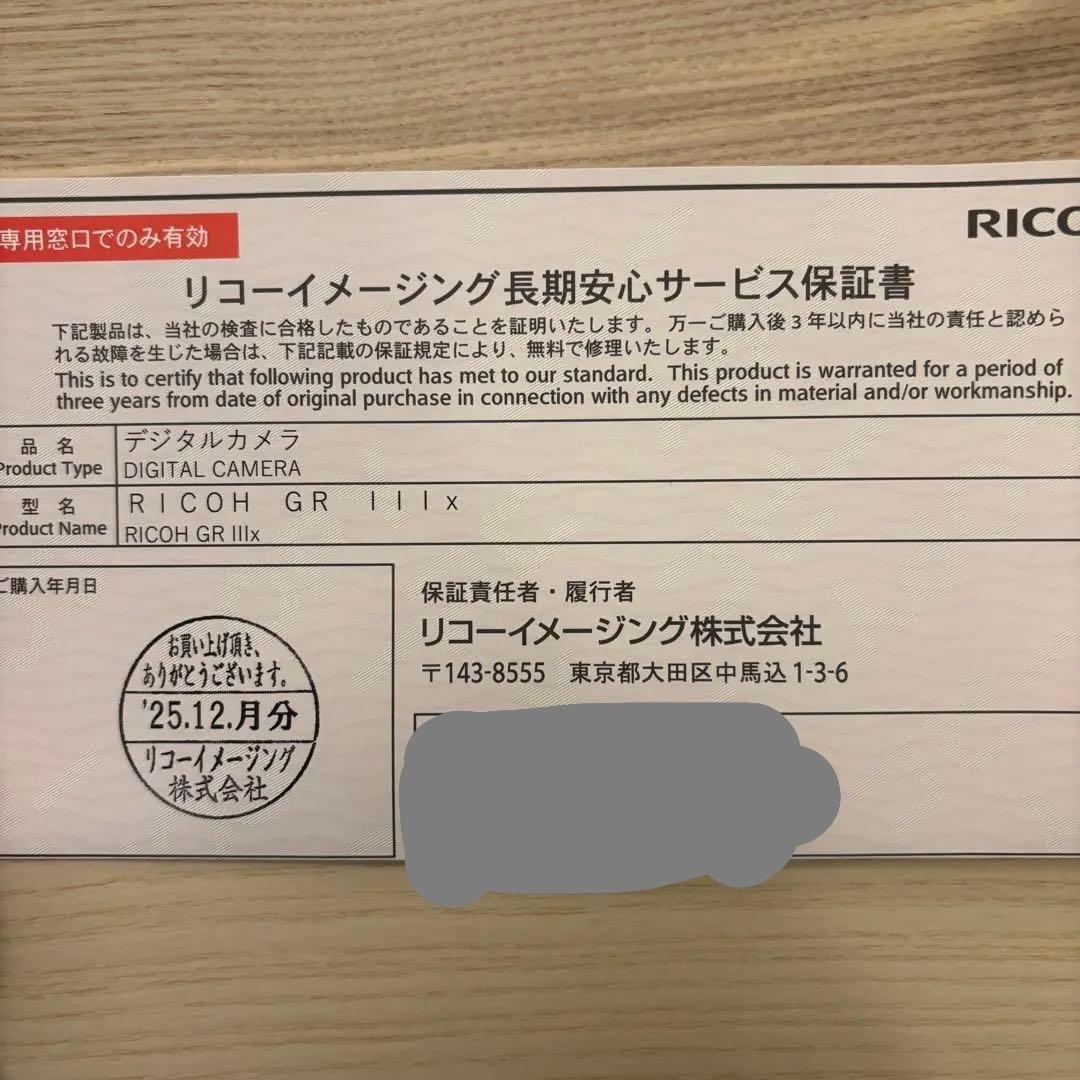 専用窓口でのみ有効
RICO
リコーイメージング長期安心サービス保証書
下記製品は、当社の検査に合格したものであることを証明いたします。 万一ご購入後3年以内に当社の責任と認めら
れる故障を生じた場合は、下記記載の保証規定により、無料で修理いたします。
This is to certify that following product has met to our standard. This product is warranted for a period of
three years from date of original purchase in connection with any defects in material and/or workmanship.
品 名
デジタルカメラ
Product Type
DIGITAL CAMERA
型 名
RICOH GR IIIx
Product Name
RICOH GR IIIx
ご購入年月日
お買い上げ頂き、
ありがとうございます。
'25.12.月分
リコーイメージング
株式会社
保証責任者・履行者
リコーイメージング株式会社
〒143-8555 東京都大田区中馬込1-3-6